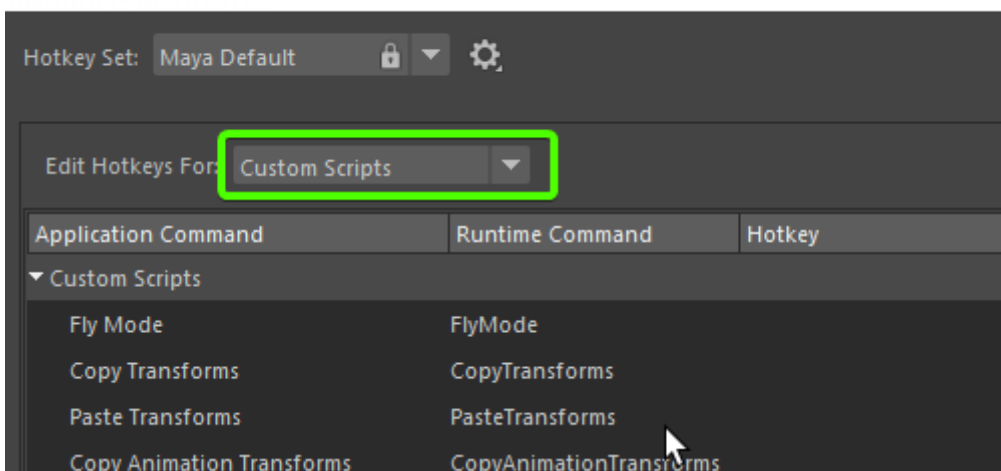 Hotkey Set: Maya Default
Edit Hotkeys For: Custom Scripts
Application Command Runtime Command Hotkey
Custom Scripts
Fly Mode FlyMode
Copy Transforms CopyTransforms
Paste Transforms PasteTransforms
Copy Animation Transforms CopyAnimationTransforms